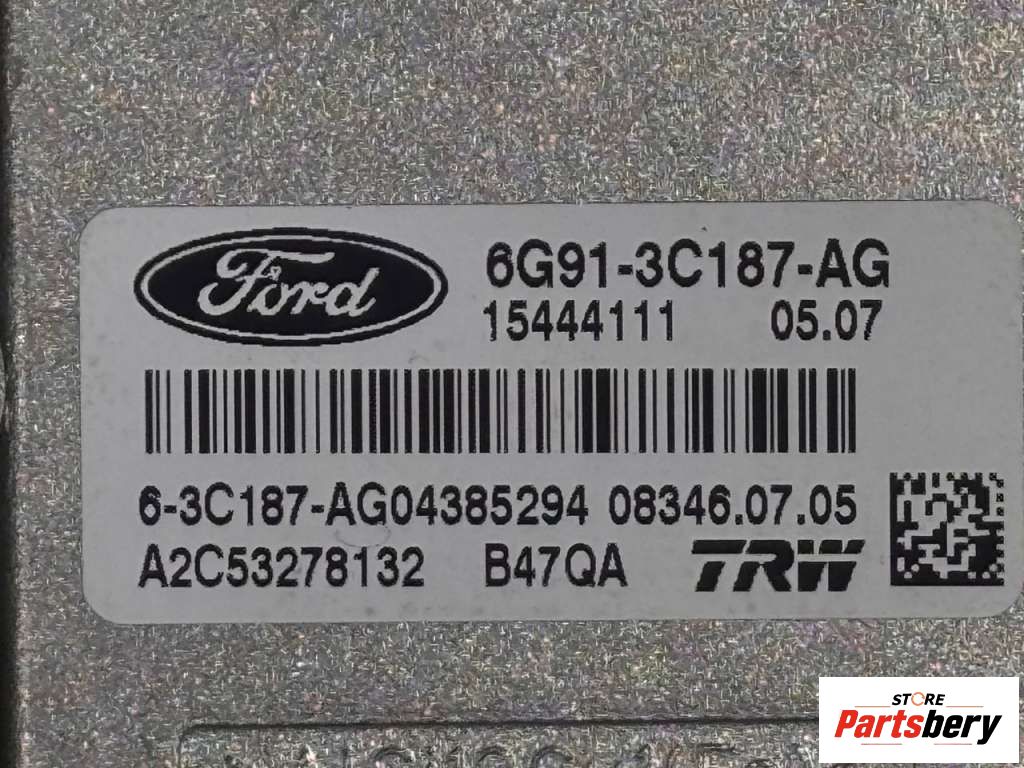 Ford
6G91-3C187-AG
15444111 05.07
6-3C187-AG04385294 08346.07.05
A2C53278132 B47QA TRW
STORE
Partsbery